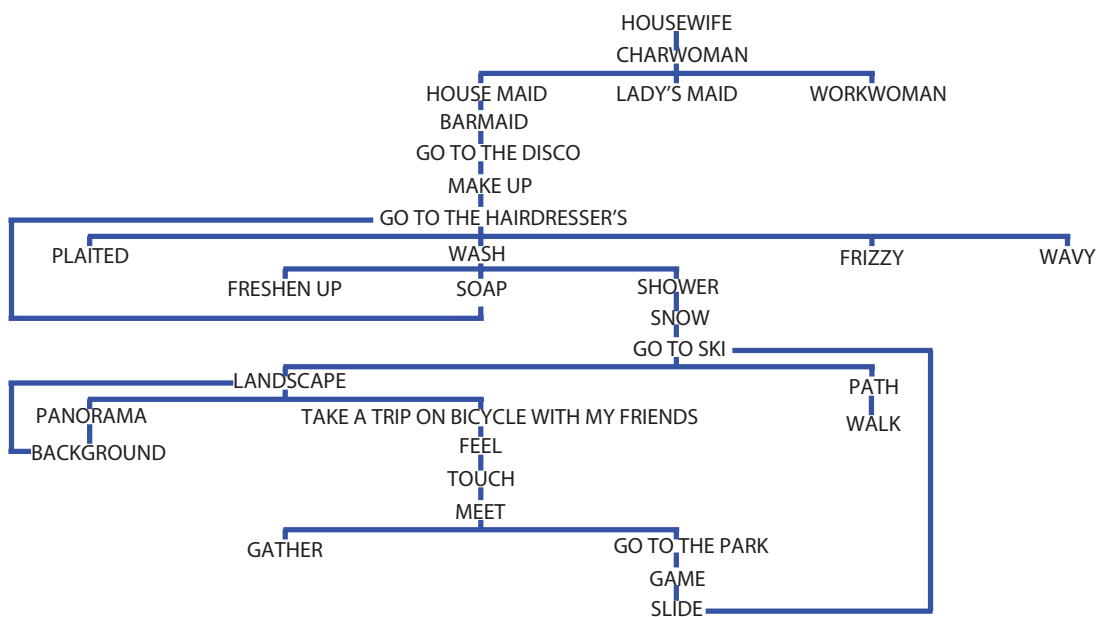 HOUSEWIFE
CHARWOMAN
HOUSE MAID LADY'S MAID WORKWOMAN
BARMAID
GO TO THE DISCO
MAKE UP
GO TO THE HAIRDRESSER'S
PLAITED WASH FRIZZY WAVY
FRESHEN UP SOAP SHOWER
SNOW
GO TO SKI
LANDSCAPE PATH
PANORAMA TAKE A TRIP ON BICYCLE WITH MY FRIENDS WALK
BACKGROUND FEEL
TOUCH
MEET
GATHER GO TO THE PARK
GAME
SLIDE